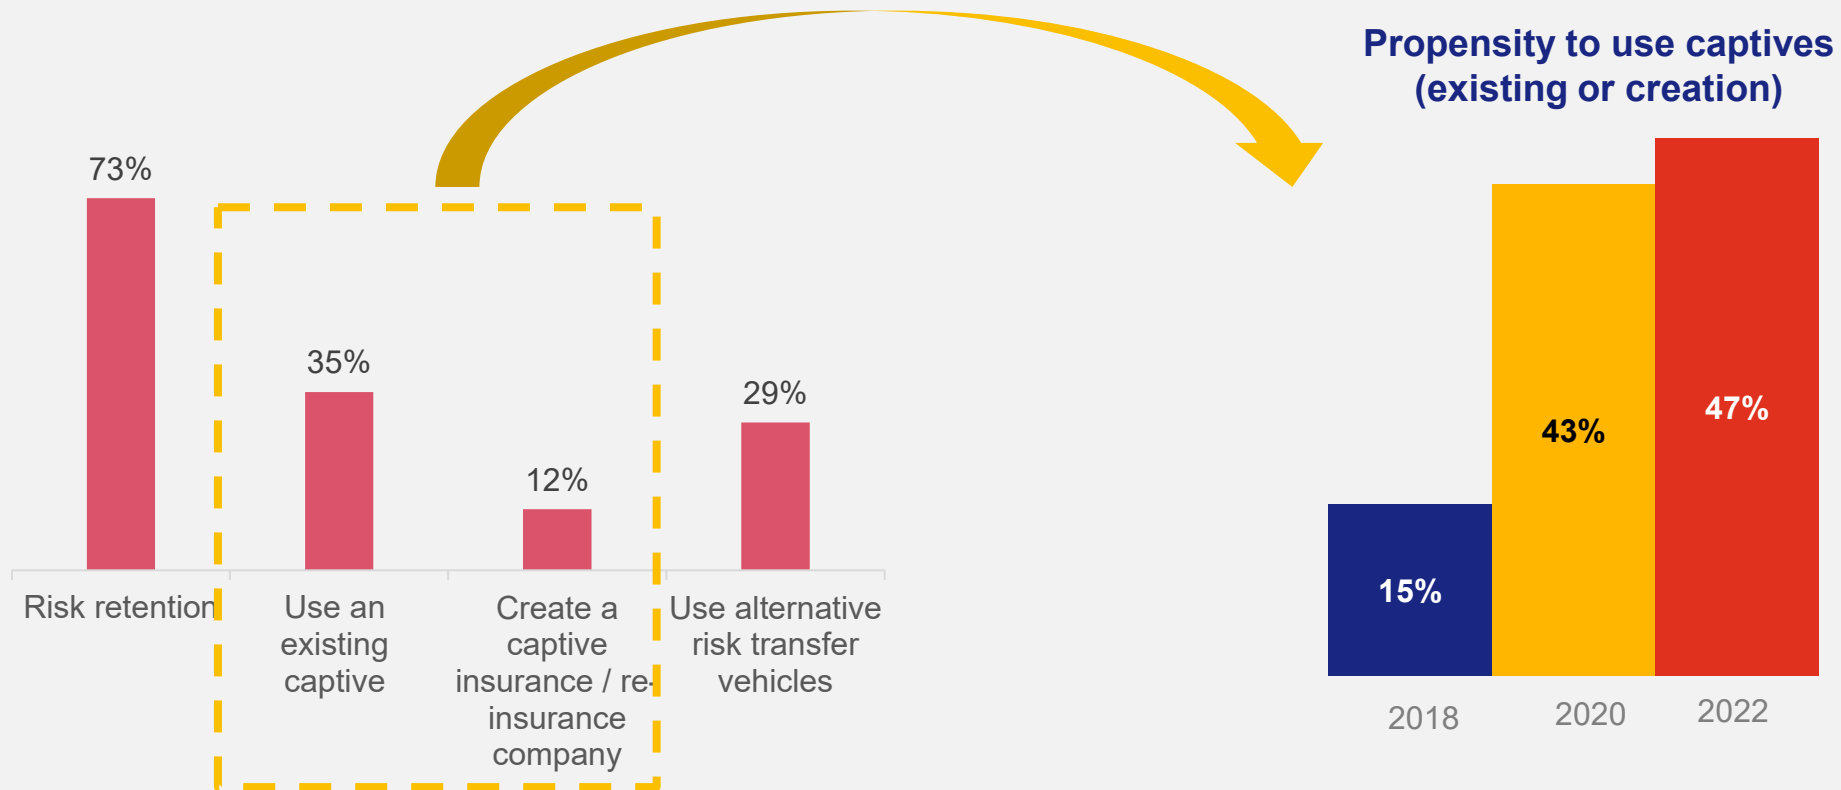 73%
35%
12%
29%
Risk retention
Use an
existing
captive
Create a
captive
insurance / re-
insurance
company
Use alternative
risk transfer
vehicles
Propensity to use captives
(existing or creation)
15%
43%
47%
2018
2020
2022